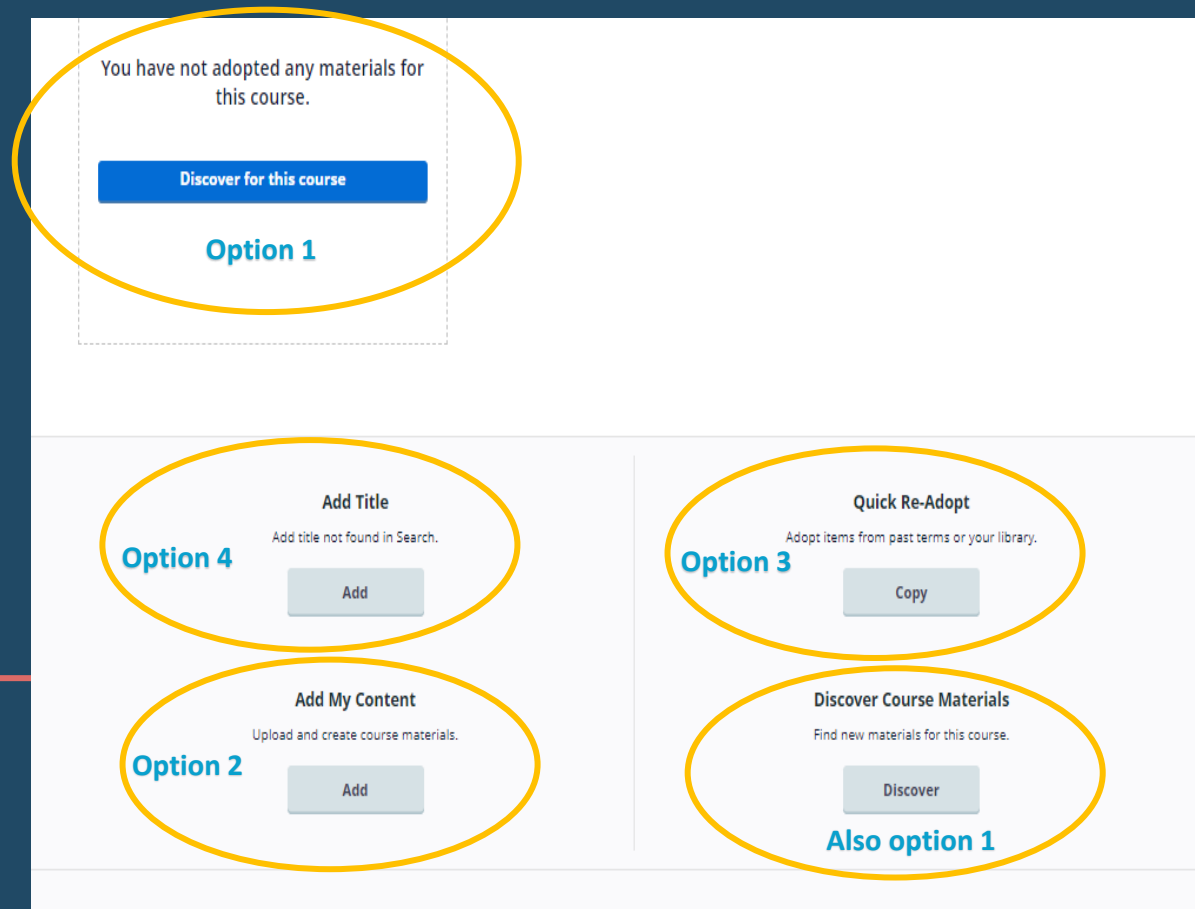 You have not adopted any materials for
this course.
Discover for this course
Option 1
Add Title
Add title not found in Search.
Option 4
Add
Quick Re-Adopt
Adopt items from past terms or your library.
Option 3
Copy
Add My Content
Upload and create course materials.
Option 2
Add
Discover Course Materials
Find new materials for this course.
Discover
Also option 1